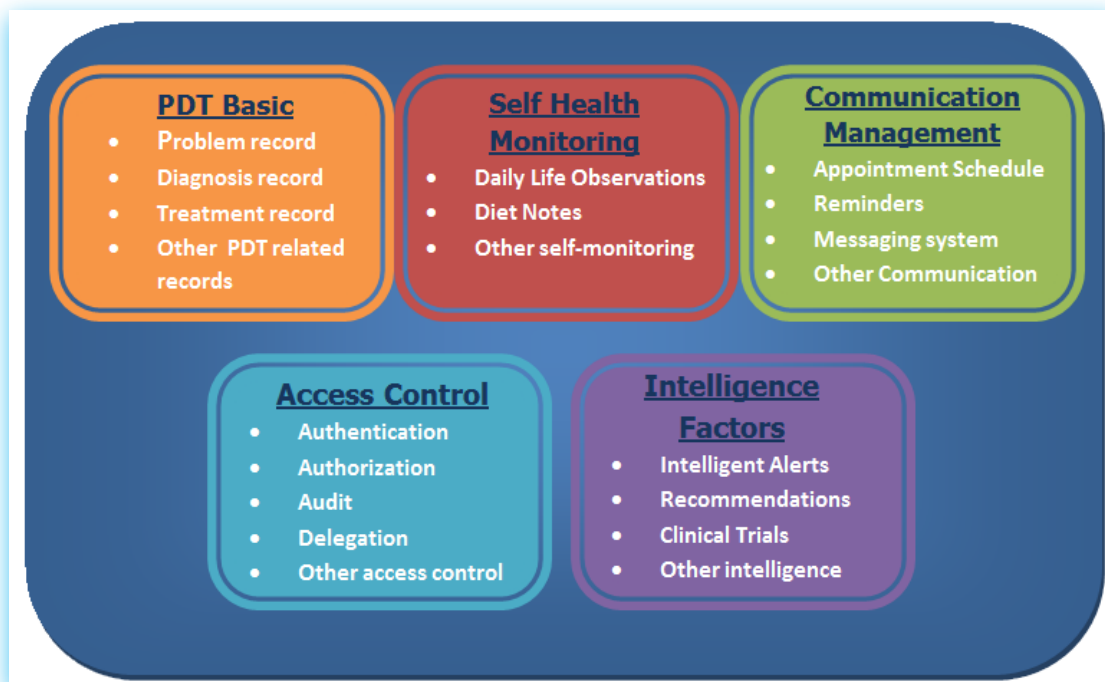 PDT Basic
• Problem record
• Diagnosis record
• Treatment record
• Other PDT related
records
Self Health
Monitoring
• Daily Life Observations
• Diet Notes
• Other self-monitoring
Communication
Management
• Appointment Schedule
• Reminders
• Messaging system
• Other Communication
Access Control
• Authentication
• Authorization
• Audit
• Delegation
• Other access control
Intelligence
Factors
• Intelligent Alerts
• Recommendations
• Clinical Trials
• Other intelligence